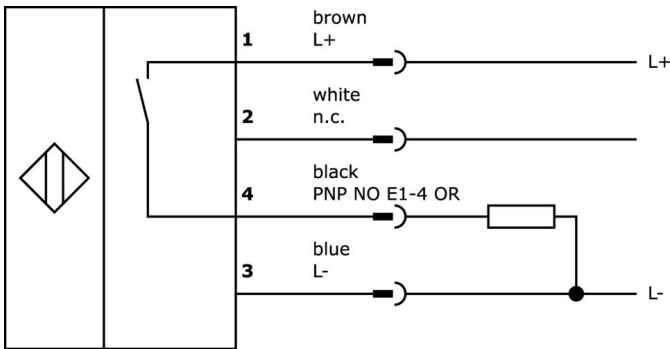 brown
1 L+ L+
white
2 n.c.
black
4 PNP NO E1-4 OR
blue
3 L- L-